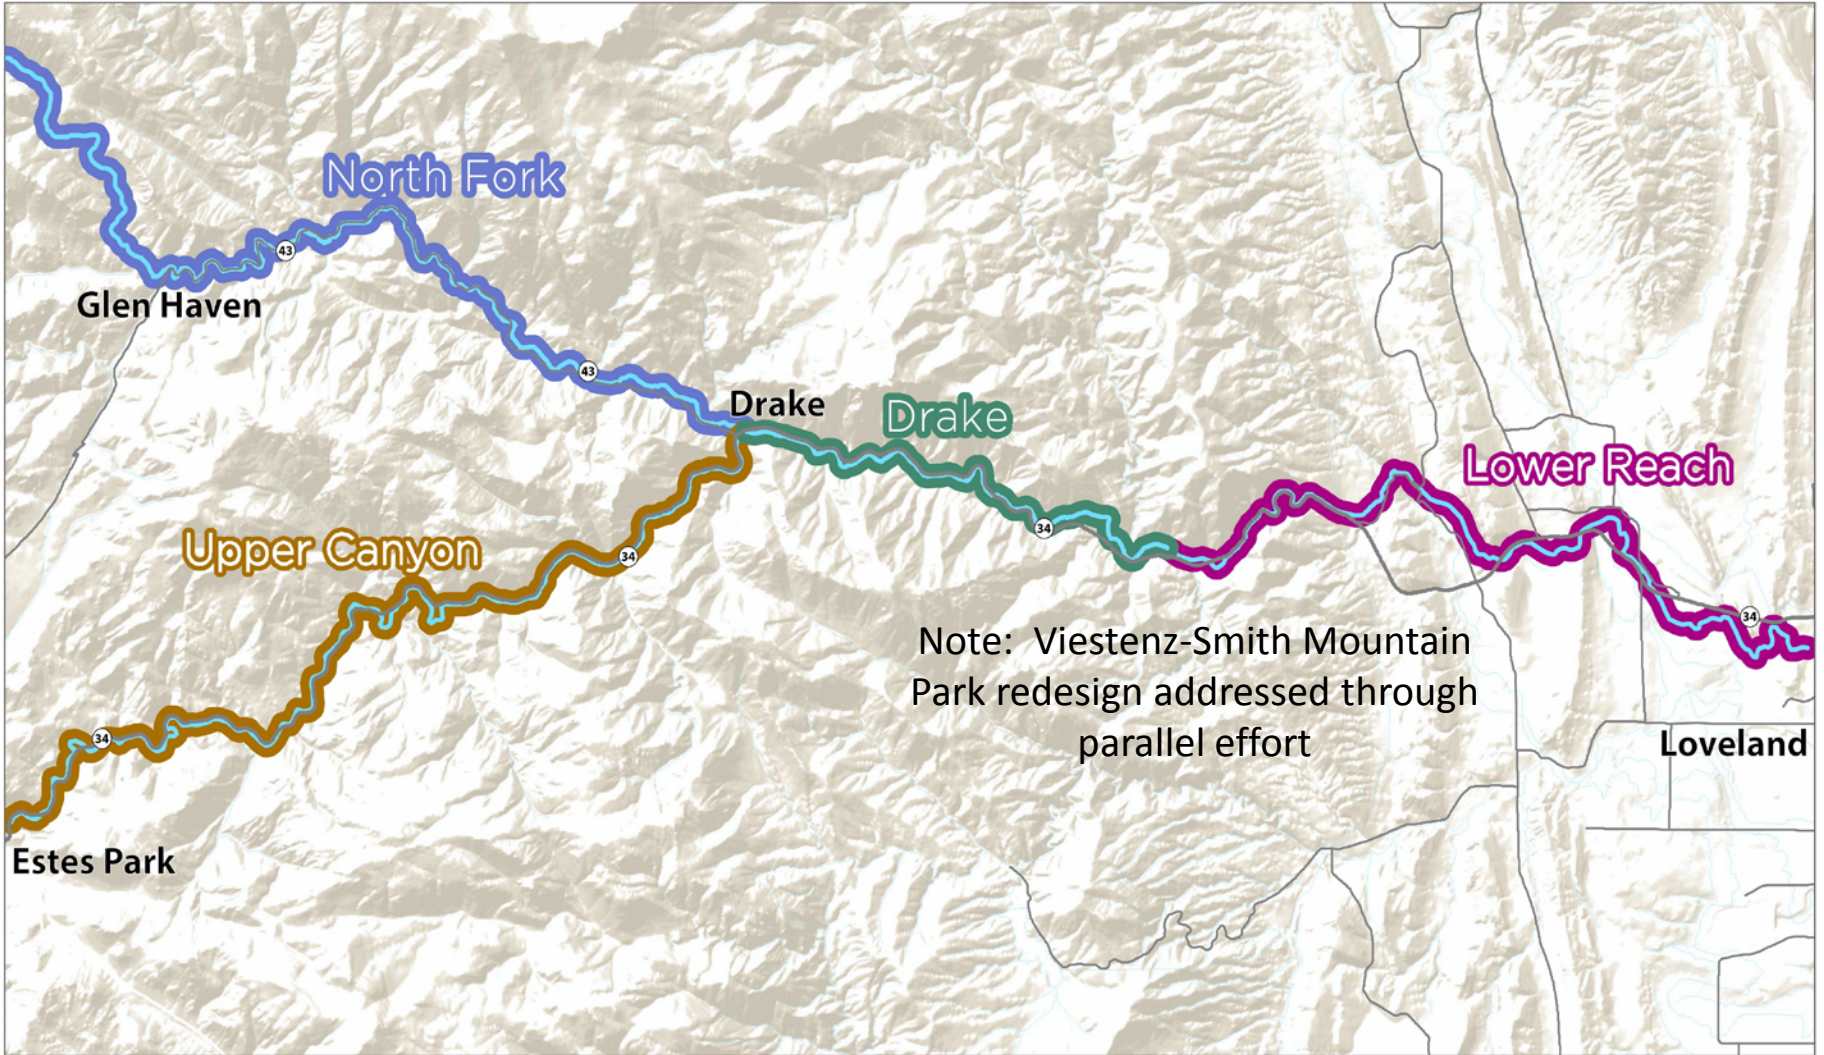 North Fork
43
Glen Haven
43
Drake
Drake
Lower Reach
34
Upper Canyon
34
34
Note:  Viestenz-Smith Mountain
Park redesign addressed through
parallel effort
34
Loveland
Estes Park